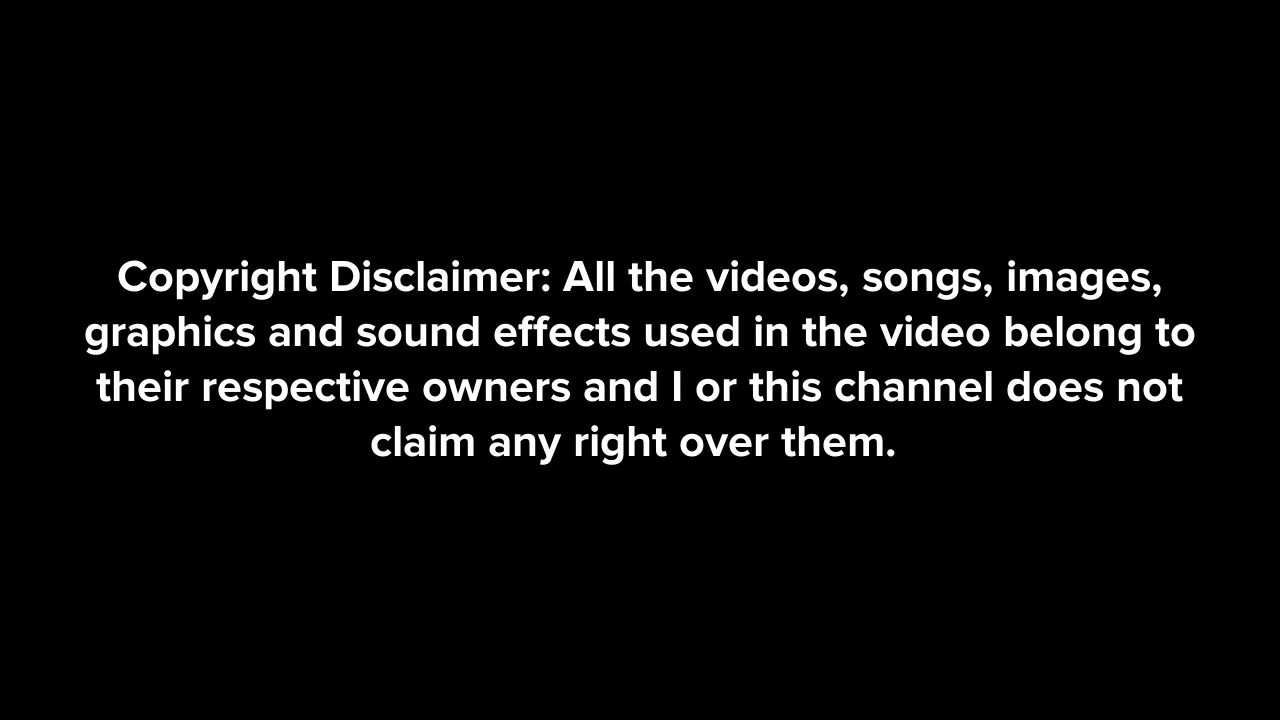 Copyright Disclaimer: All the videos, songs, images,
graphics and sound effects used in the video belong to
their respective owners and I or this channel does not
claim any right over them.